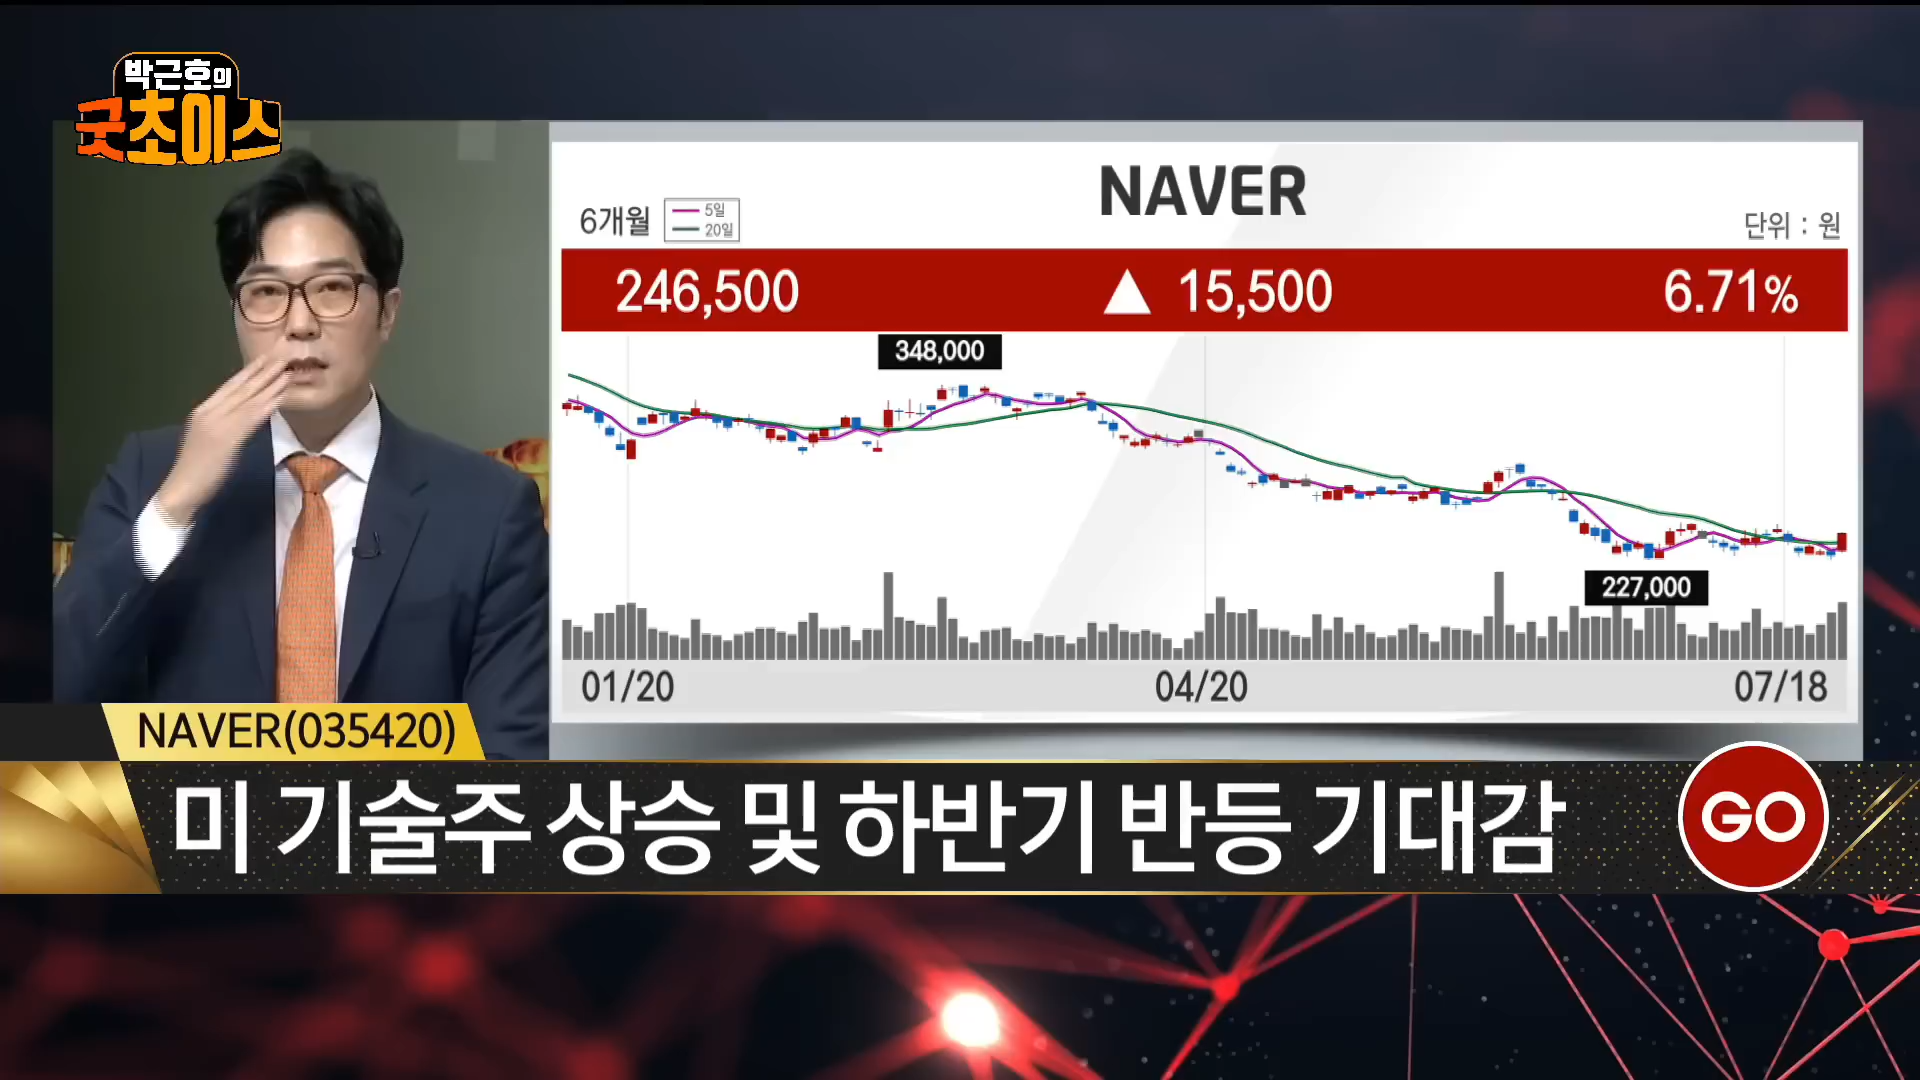 박근호의
굿초이스
NAVER
6개월
5일
20일
단위 : 원
246,500
▲ 15,500
6.71%
348,000
227,000
01/20
04/20
07/18
NAVER(035420)
미 기술주 상승 및 하반기 반등 기대감
GO